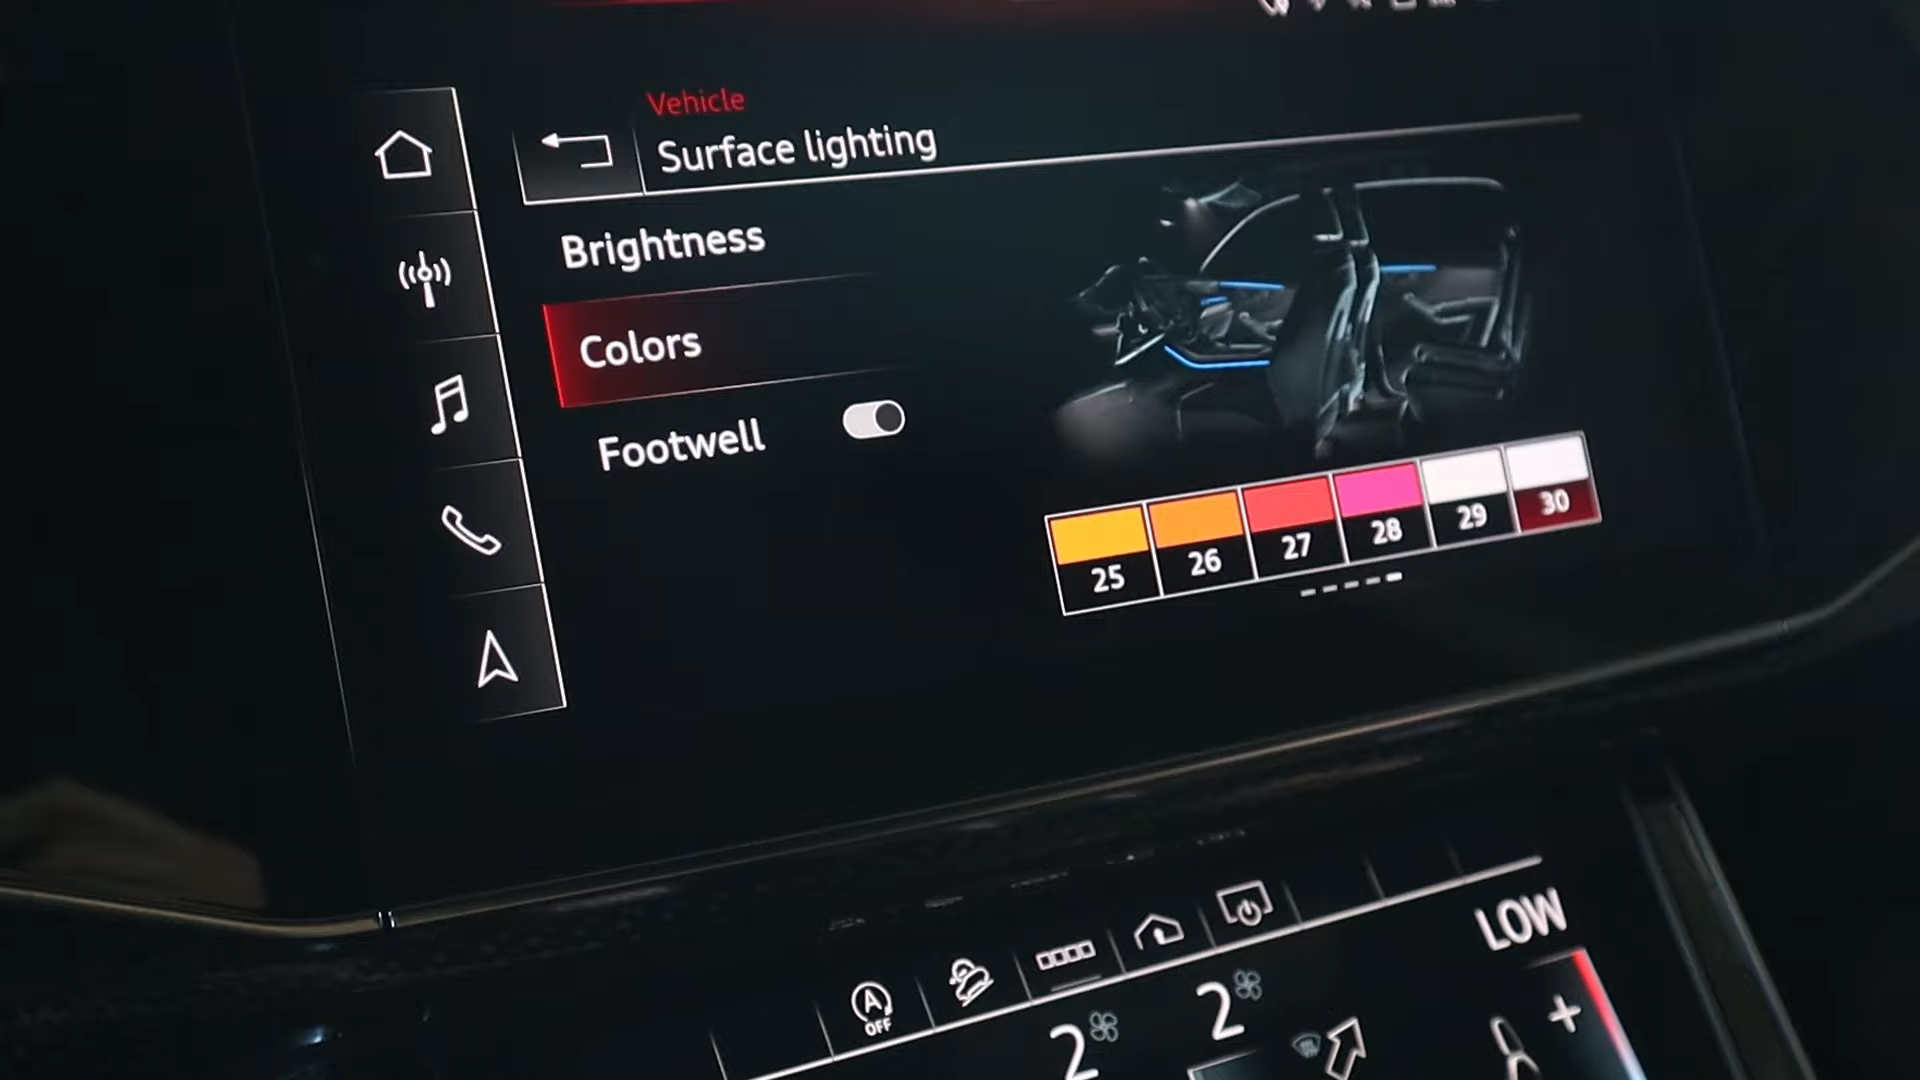 Vehicle
Surface lighting
Brightness
Colors
Footwell
25 26 27 28 29 30
LOW
A
OFF
2 2
+